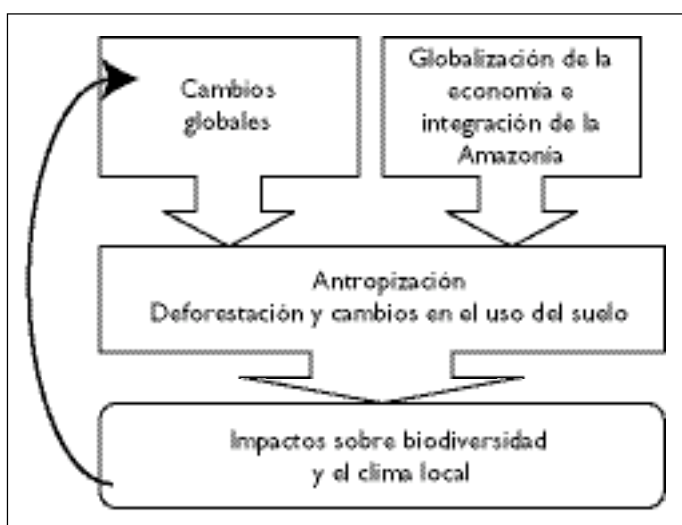 Cambios
globales
Globalización de la
economía e
integración de la
Amazonía
Antropización
Deforestación y cambios en el uso del suelo
Impactos sobre biodiversidad
y el clima local